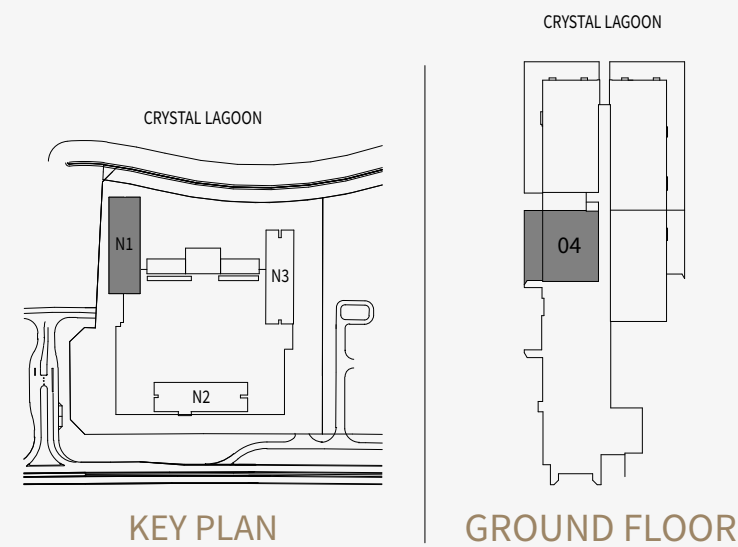 CRYSTAL LAGOON
N1
N3
N2
KEY PLAN
CRYSTAL LAGOON
04
GROUND FLOOR